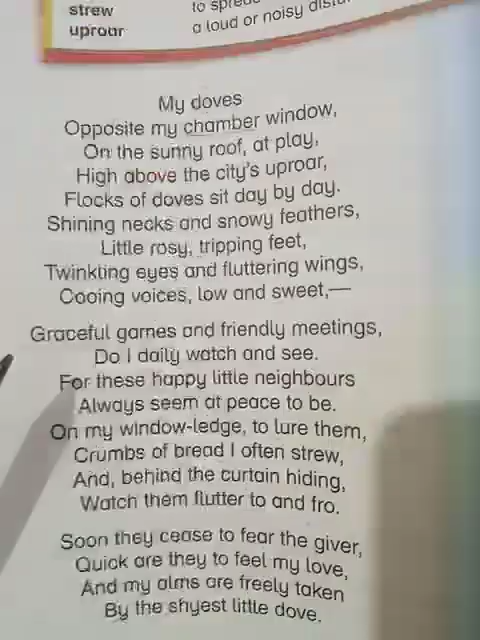 strew to spread
uproar a loud or noisy
My doves
Opposite my chamber window,
On the sunny roof, at play,
High above the city's uproar,
Flocks of doves sit day by day.
Shining necks and snowy feathers,
Little rosy, tripping feet,
Twinkling eyes and fluttering wings,
Cooing voices, low and sweet,—
Graceful games and friendly meetings,
Do I daily watch and see.
For these happy little neighbours
Always seem at peace to be.
On my window-ledge, to lure them,
Crumbs of bread I often strew,
And, behind the curtain hiding,
Watch them flutter to and fro.
Soon they cease to fear the giver,
Quick are they to feel my love,
And my alms are freely taken
By the shyest little dove.